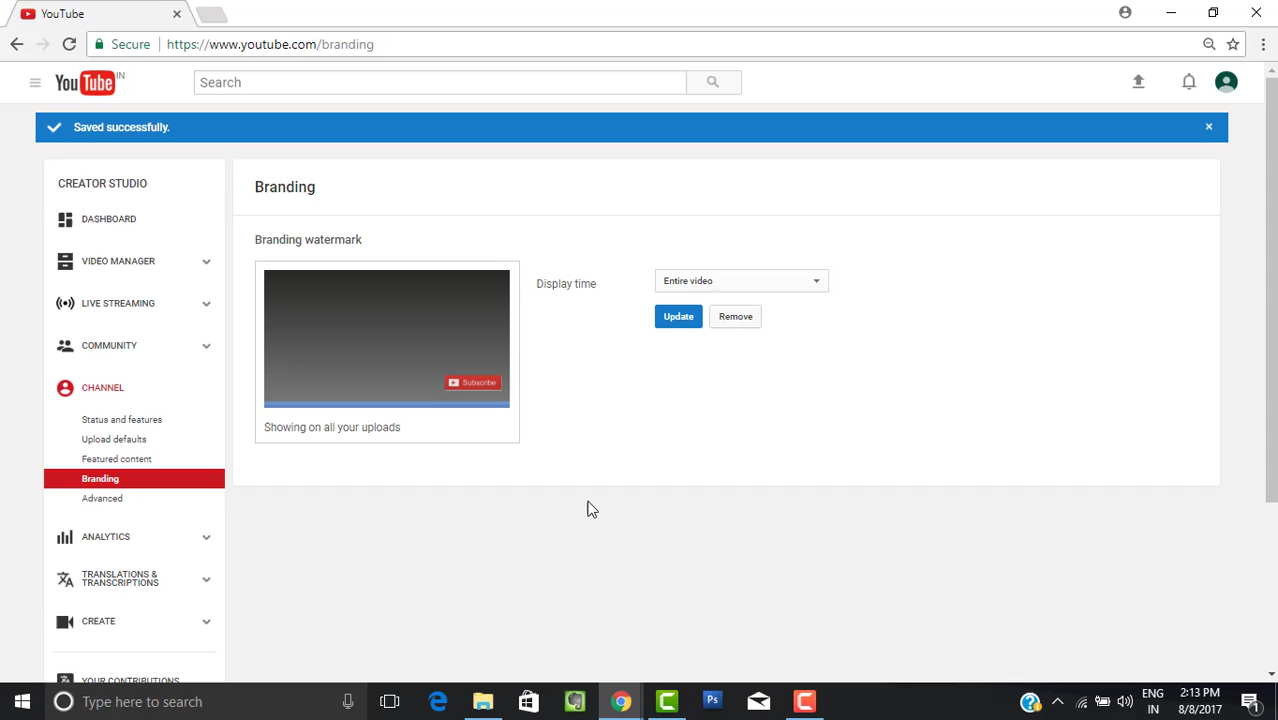 YouTube
Secure https://www.youtube.com/branding
YouTube IN
Search
Saved successfully.
CREATOR STUDIO
DASHBOARD
VIDEO MANAGER
LIVE STREAMING
COMMUNITY
CHANNEL
Status and features
Upload defaults
Featured content
Branding
Advanced
ANALYTICS
TRANSLATIONS &
TRANSCRIPTIONS
CREATE
YOUR CONTRIBUTIONS
Branding
Branding watermark
Subscribe
Showing on all your uploads
Display time
Entire video
Update
Remove
Type here to search
Ps
ENG
IN
2:13 PM
8/8/2017
1